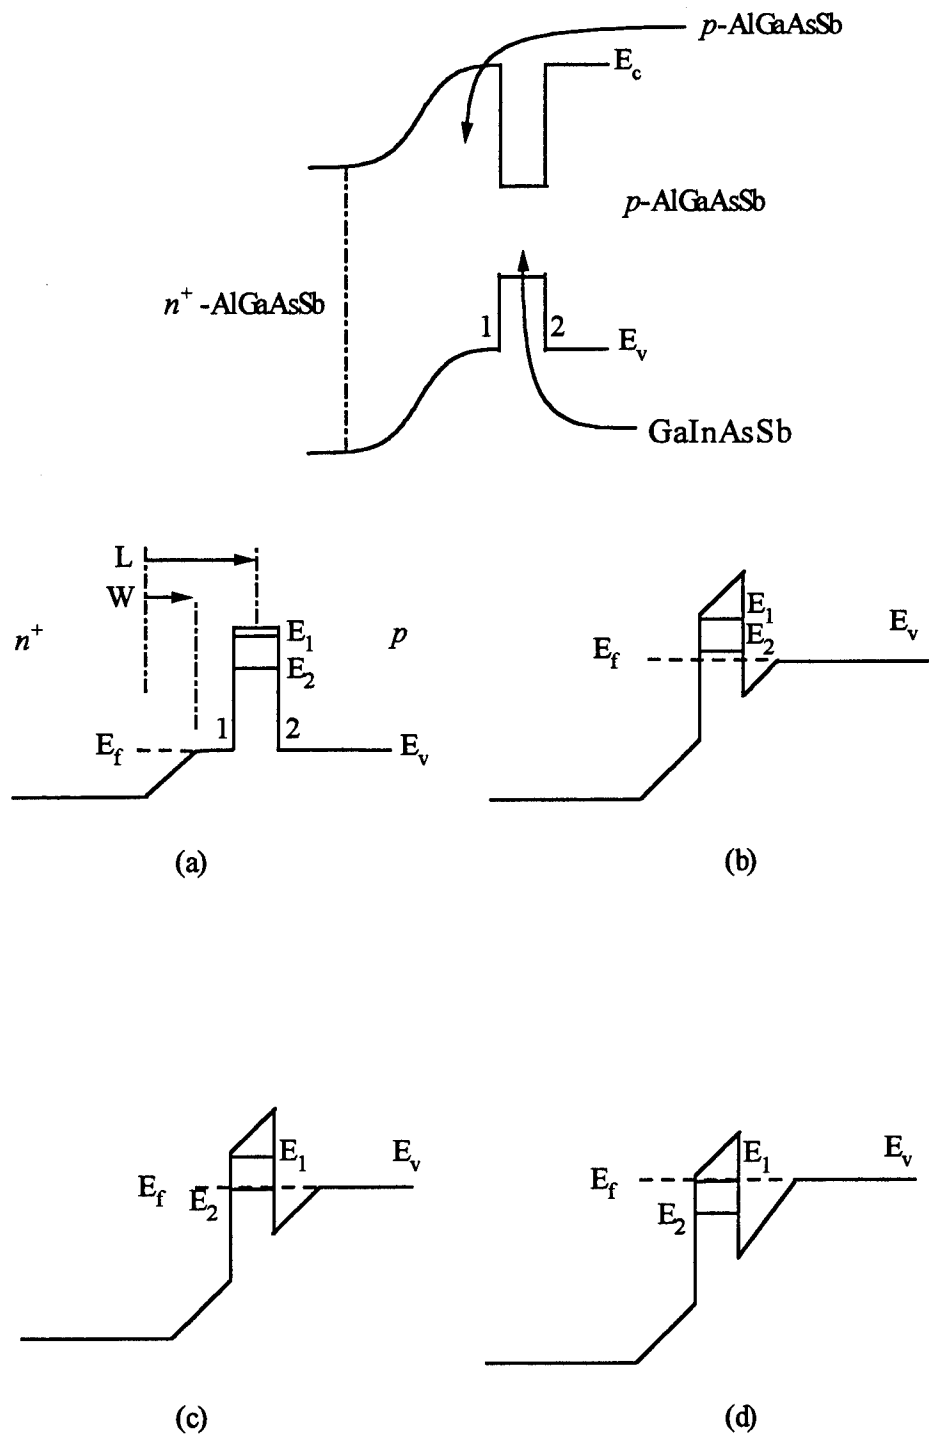 p-AlGaAsSb
E_c
p-AlGaAsSb
n^+ -AlGaAsSb
1 2 E_v
GaInAsSb
L
W
n^+ E_1 p
E_2
1 2
E_f E_v
(a)
E_1 E_v
E_2
E_f
(b)
E_1 E_v
E_f
E_2
(c)
E_1 E_v
E_f
E_2
(d)